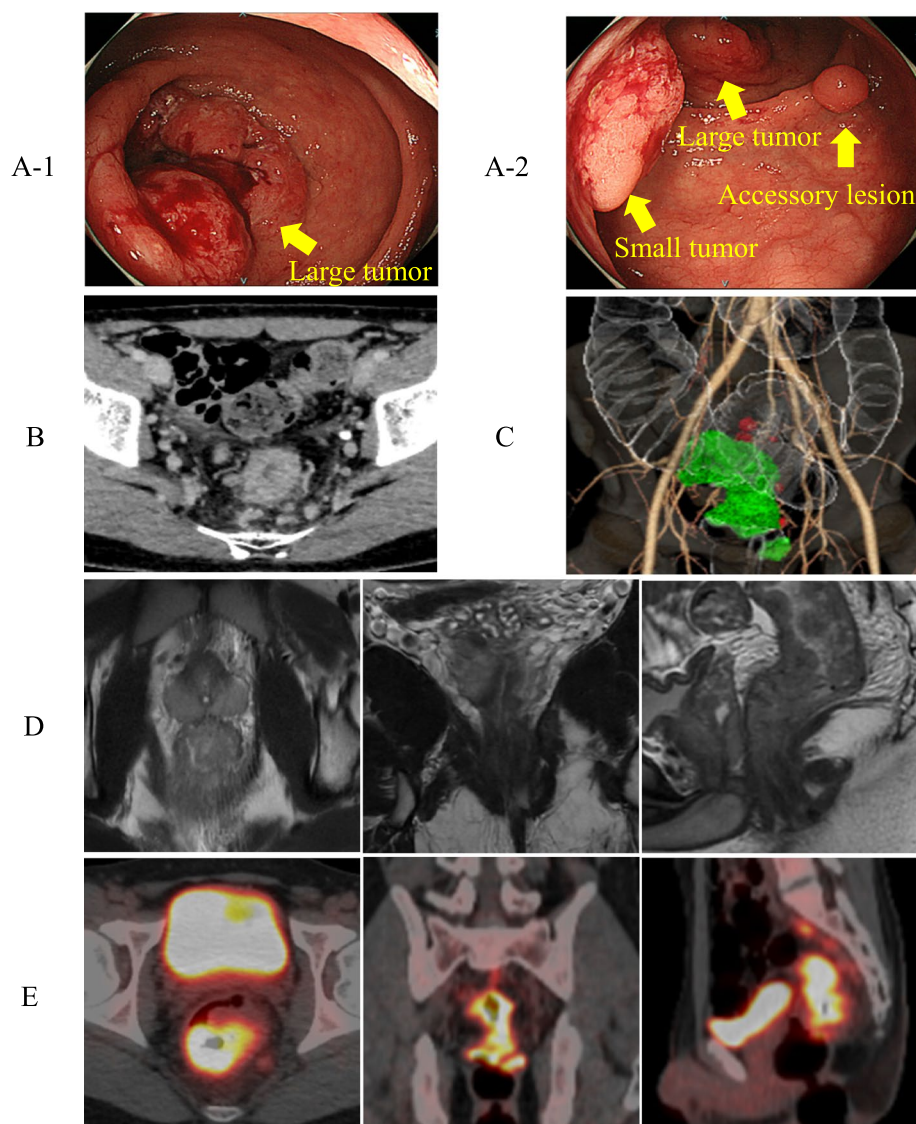 A-1
Large tumor
A-2
Large tumor
Accessory lesion
Small tumor
B
C
D
E